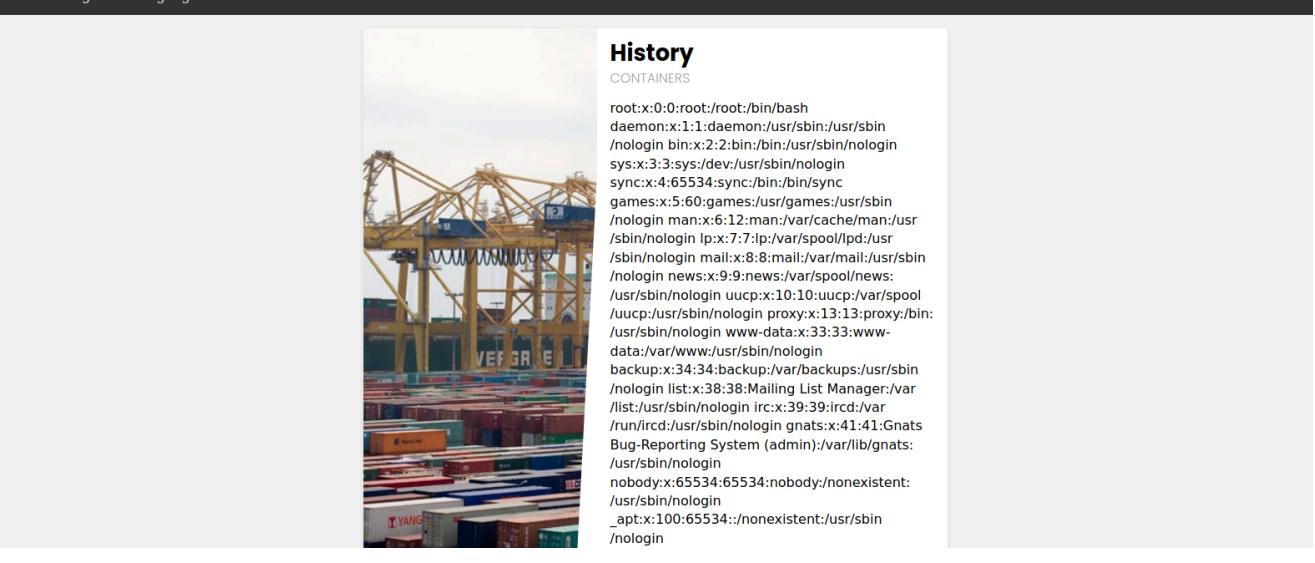 History
CONTAINERS
root:x:0:0:root:/root:/bin/bash
daemon:x:1:1:daemon:/usr/sbin:/usr/sbin
/nologin bin:x:2:2:bin:/bin:/usr/sbin/nologin
sys:x:3:3:sys:/dev:/usr/sbin/nologin
sync:x:4:65534:sync:/bin:/bin/sync
games:x:5:60:games:/usr/games:/usr/sbin
/nologin man:x:6:12:man:/var/cache/man:/usr
/sbin/nologin lp:x:7:7:lp:/var/spool/lpd:/usr
/sbin/nologin mail:x:8:8:mail:/var/mail:/usr/sbin
/nologin news:x:9:9:news:/var/spool/news:
/usr/sbin/nologin uucp:x:10:10:uucp:/var/spool
/uucp:/usr/sbin/nologin proxy:x:13:13:proxy:/bin:
/usr/sbin/nologin www-data:x:33:33:www-
data:/var/www:/usr/sbin/nologin
backup:x:34:34:backup:/var/backups:/usr/sbin
/nologin list:x:38:38:Mailing List Manager:/var
/list:/usr/sbin/nologin irc:x:39:39:ircd:/var
/run/ircd:/usr/sbin/nologin gnats:x:41:41:Gnats
Bug-Reporting System (admin):/var/lib/gnats:
/usr/sbin/nologin
nobody:x:65534:65534:nobody:/nonexistent:
/usr/sbin/nologin
_apt:x:100:65534::/nonexistent:/usr/sbin
/nologin
YANG